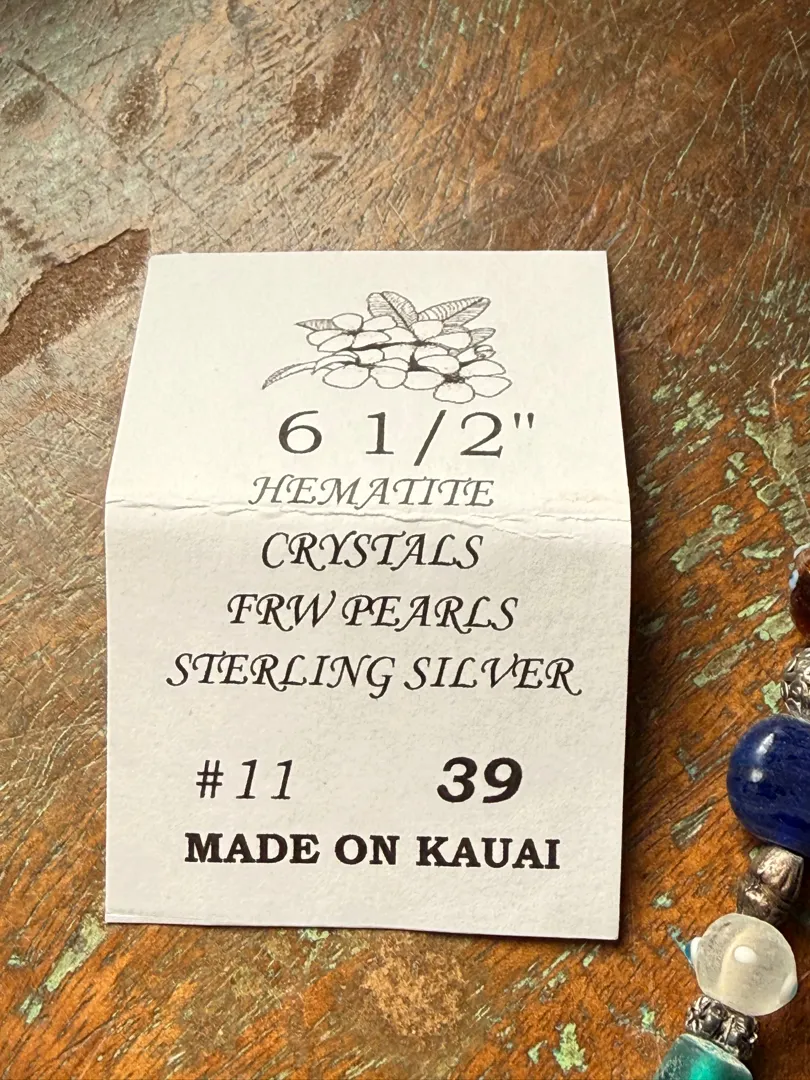 6 1/2"
HEMATITE
CRYSTALS
FRW PEARLS
STERLING SILVER
#11 39
MADE ON KAUAI